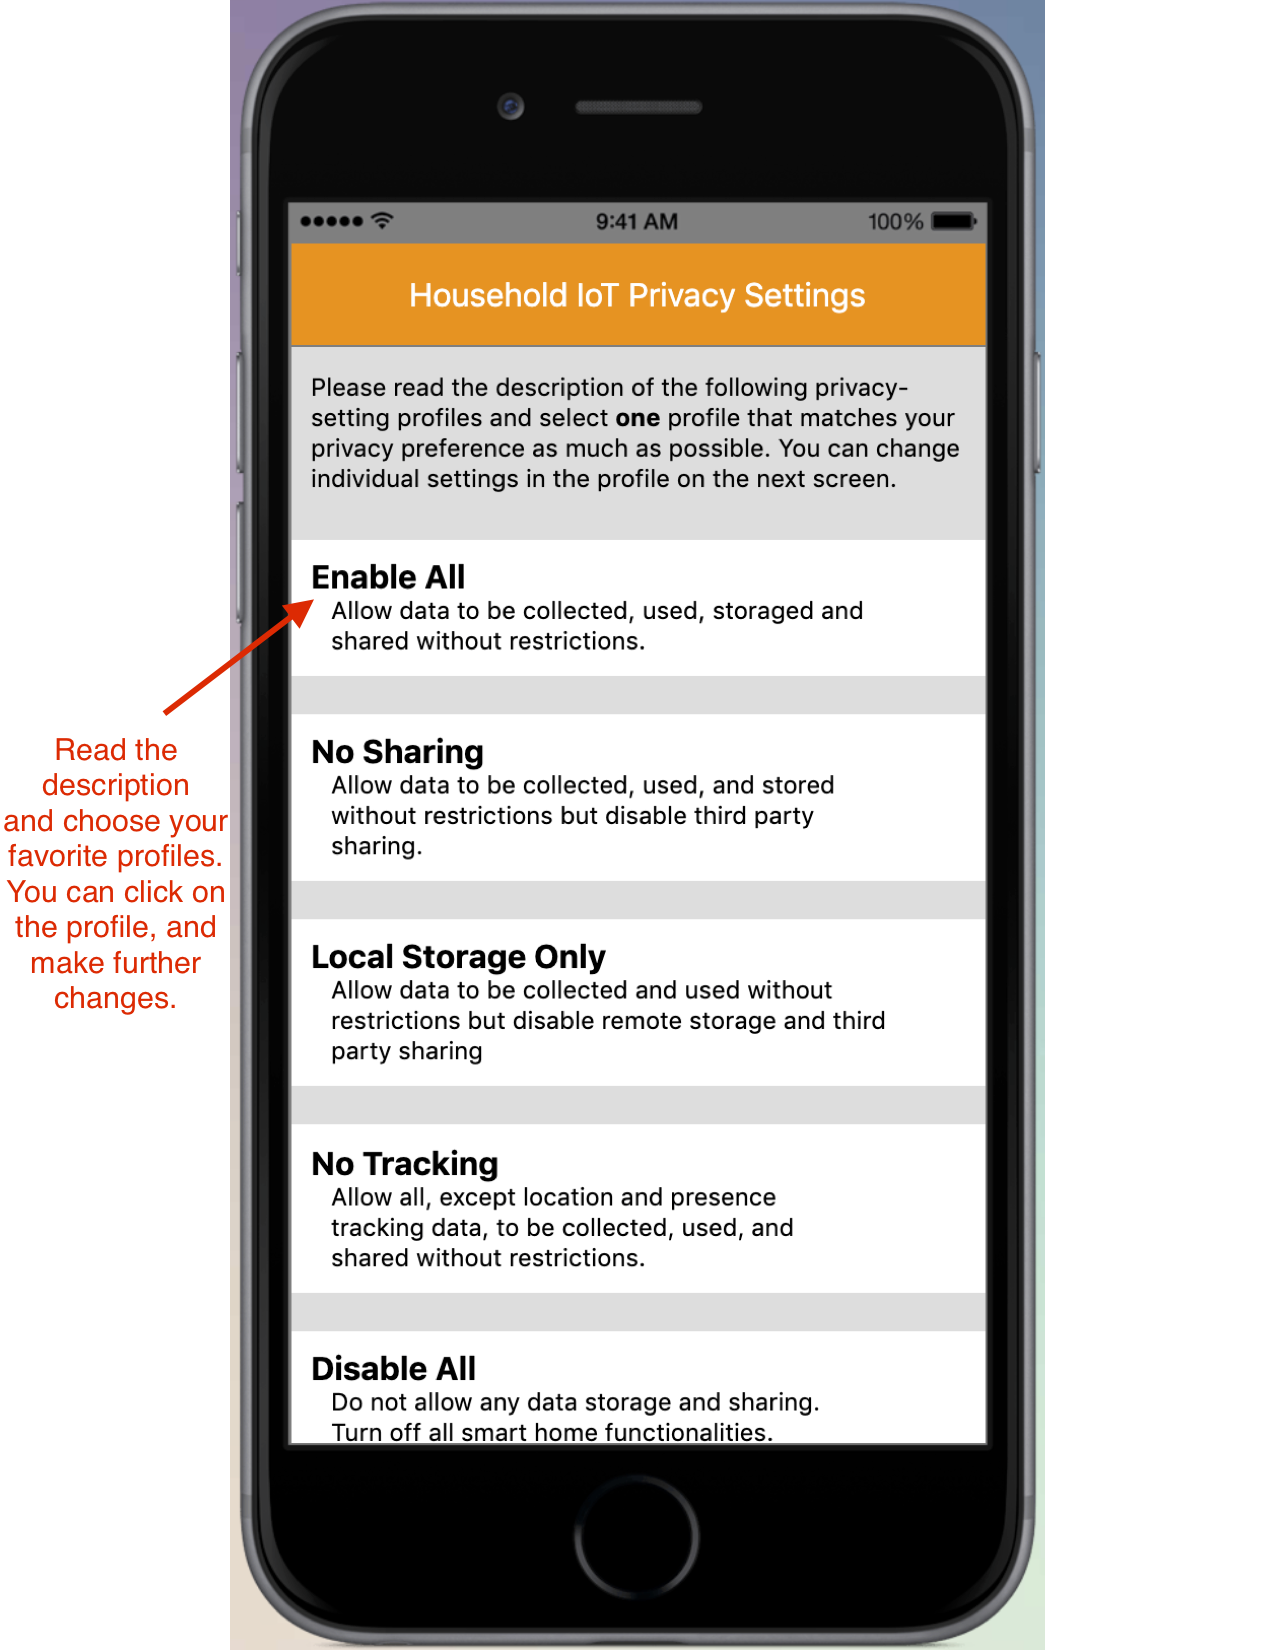 9:41 AM
100%
Household IoT Privacy Settings
Please read the description of the following privacy-
setting profiles and select one profile that matches your
privacy preference as much as possible. You can change
individual settings in the profile on the next screen.
Enable All
Allow data to be collected, used, storaged and
shared without restrictions.
No Sharing
Allow data to be collected, used, and stored
without restrictions but disable third party
sharing.
Local Storage Only
Allow data to be collected and used without
restrictions but disable remote storage and third
party sharing
No Tracking
Allow all, except location and presence
tracking data, to be collected, used, and
shared without restrictions.
Disable All
Do not allow any data storage and sharing.
Turn off all smart home functionalities.
Read the
description
and choose your
favorite profiles.
You can click on
the profile, and
make further
changes.